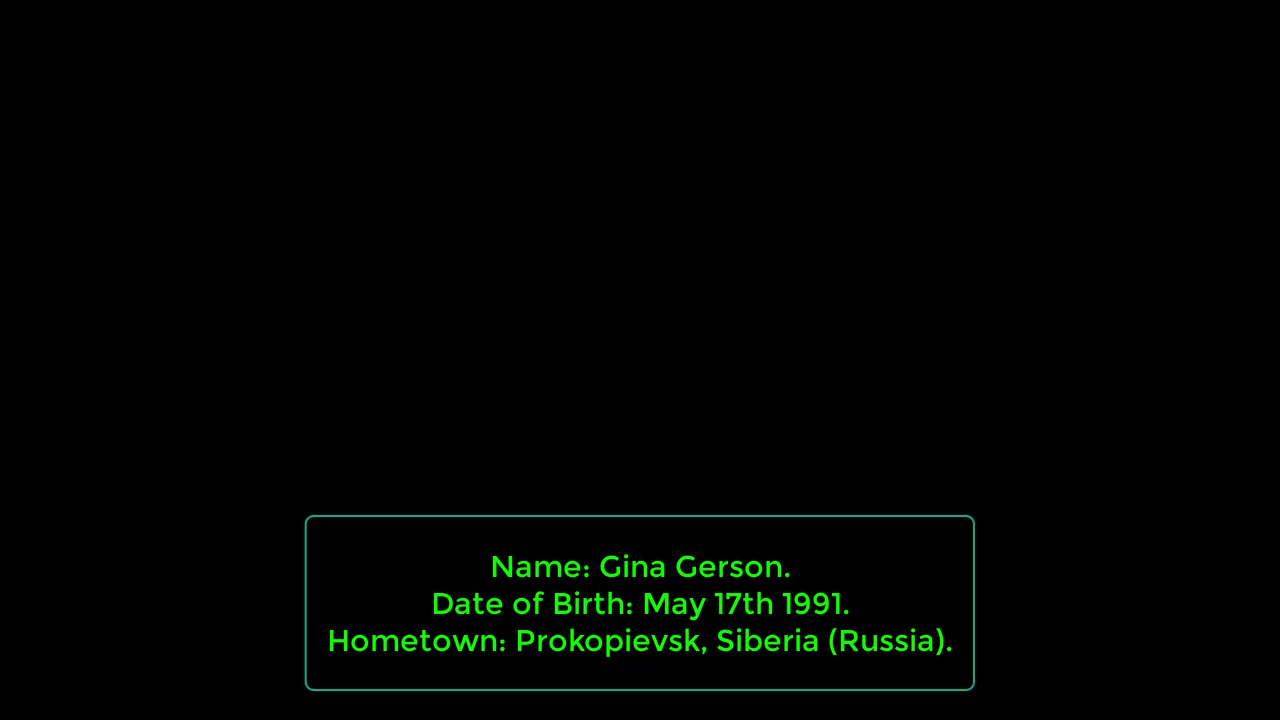 Name: Gina Gerson.
Date of Birth: May 17th 1991.
Hometown: Prokopievsk, Siberia (Russia).